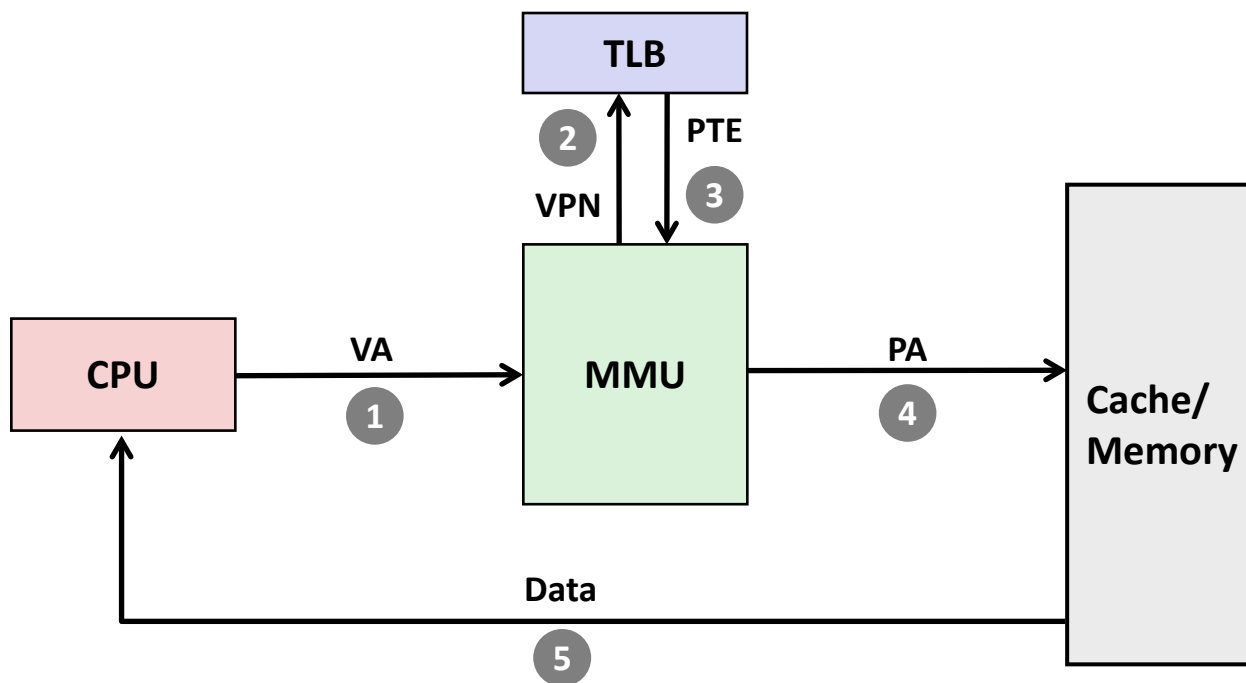 TLB
2
PTE
VPN
3
CPU
VA
1
MMU
PA
4
Cache/
Memory
Data
5